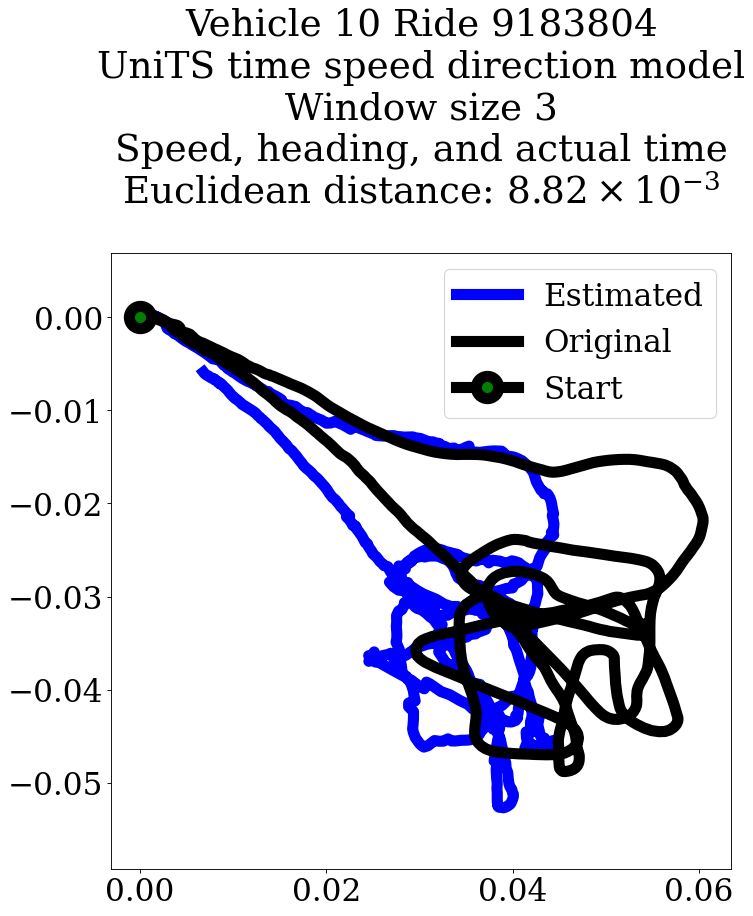 Vehicle 10 Ride 9183804
UniTS time speed direction model
Window size 3
Speed, heading, and actual time
Euclidean distance: 8.82 × 10⁻³
Estimated
Original
Start
0.00
−0.01
−0.02
−0.03
−0.04
−0.05
0.00 0.02 0.04 0.06